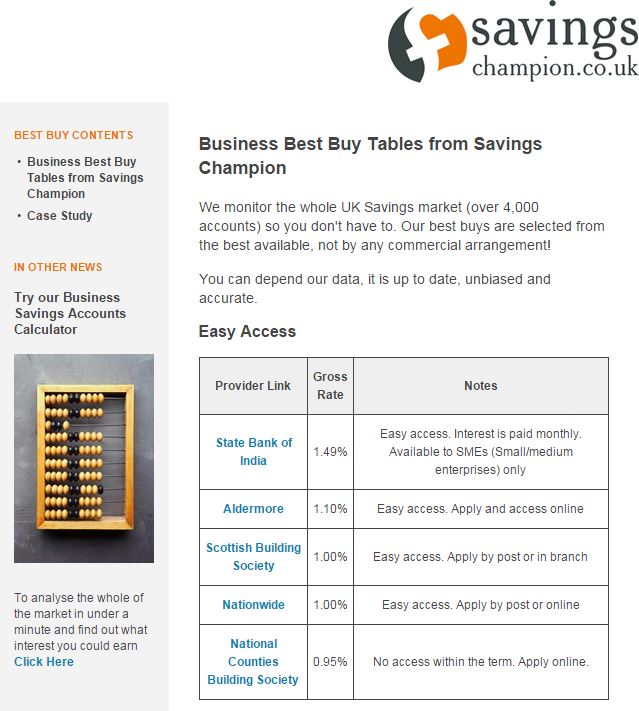 savings
champion.co.uk
BEST BUY CONTENTS
• Business Best Buy
Tables from Savings
Champion
• Case Study
IN OTHER NEWS
Try our Business
Savings Accounts
Calculator
To analyse the whole of
the market in under a
minute and find out what
interest you could earn
Click Here
Business Best Buy Tables from Savings
Champion
We monitor the whole UK Savings market (over 4,000
accounts) so you don't have to. Our best buys are selected from
the best available, not by any commercial arrangement!
You can depend our data, it is up to date, unbiased and
accurate.
Easy Access
Provider Link Gross Rate Notes
State Bank of India 1.49% Easy access. Interest is paid monthly. Available to SMEs (Small/medium enterprises) only
Aldermore 1.10% Easy access. Apply and access online
Scottish Building Society 1.00% Easy access. Apply by post or in branch
Nationwide 1.00% Easy access. Apply by post or online
National Counties Building Society 0.95% No access within the term. Apply online.